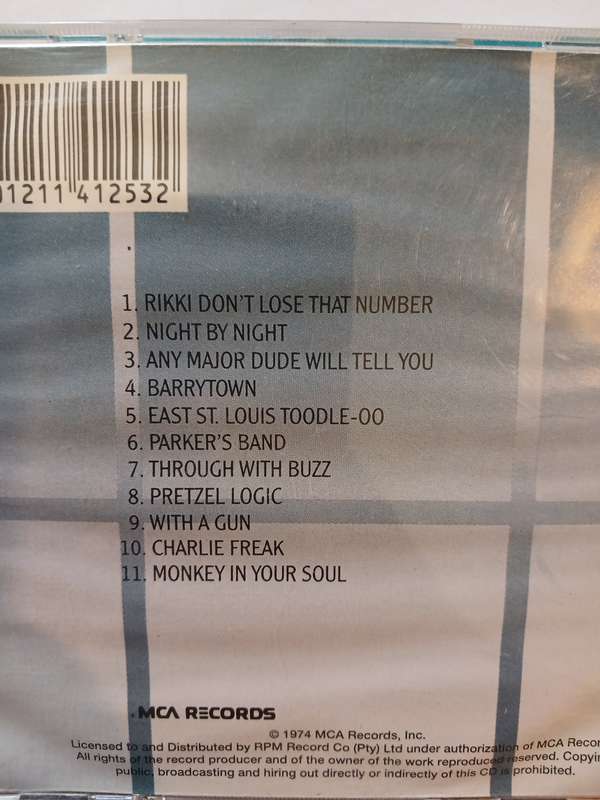 01211 412532
1. RIKKI DON'T LOSE THAT NUMBER
2. NIGHT BY NIGHT
3. ANY MAJOR DUDE WILL TELL YOU
4. BARRYTOWN
5. EAST ST. LOUIS TOODLE-OO
6. PARKER'S BAND
7. THROUGH WITH BUZZ
8. PRETZEL LOGIC
9. WITH A GUN
10. CHARLIE FREAK
11. MONKEY IN YOUR SOUL
MCA RECORDS
© 1974 MCA Records, Inc.
Licensed to and Distributed by RPM Record Co (Pty) Ltd under authorization of MCA Recor
All rights of the record producer and of the owner of the work reproduced reserved. Copyin
public, broadcasting and hiring out directly or indirectly of this CD is prohibited.